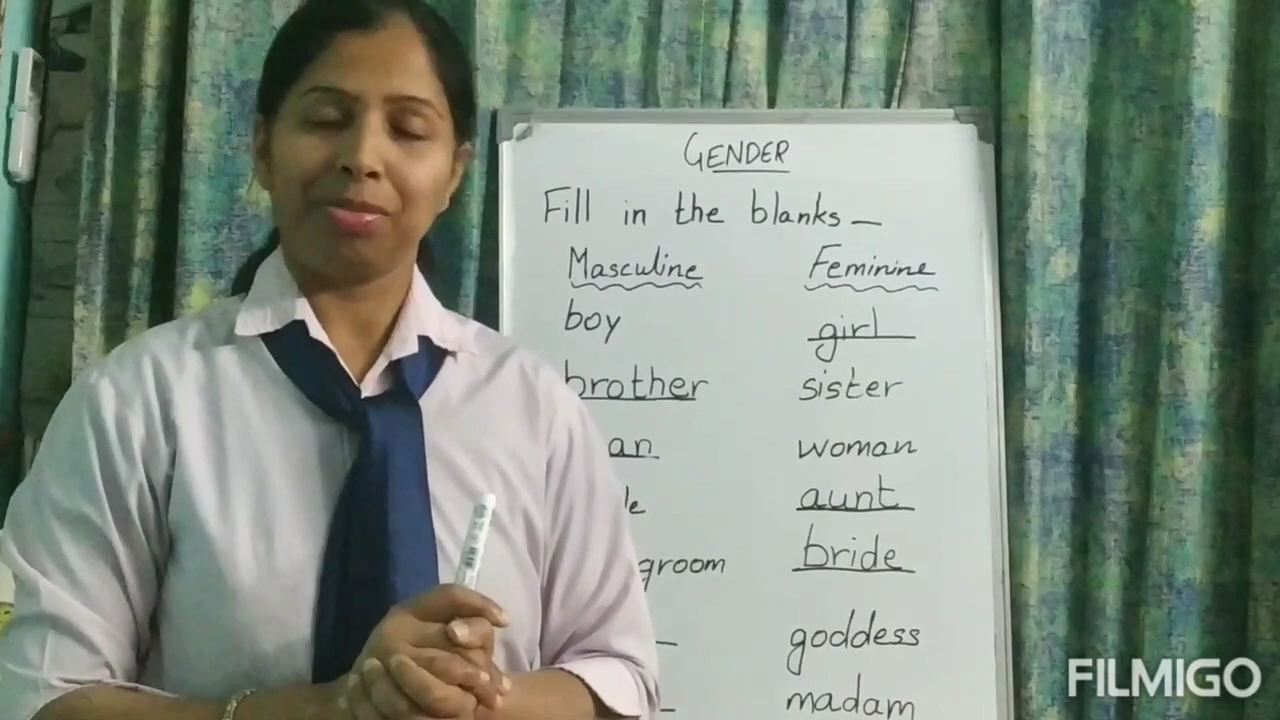 GENDER
Fill in the blanks —
Masculine Feminine
boy girl
brother sister
woman
aunt
groom bride
goddess
madam
FILMIGO